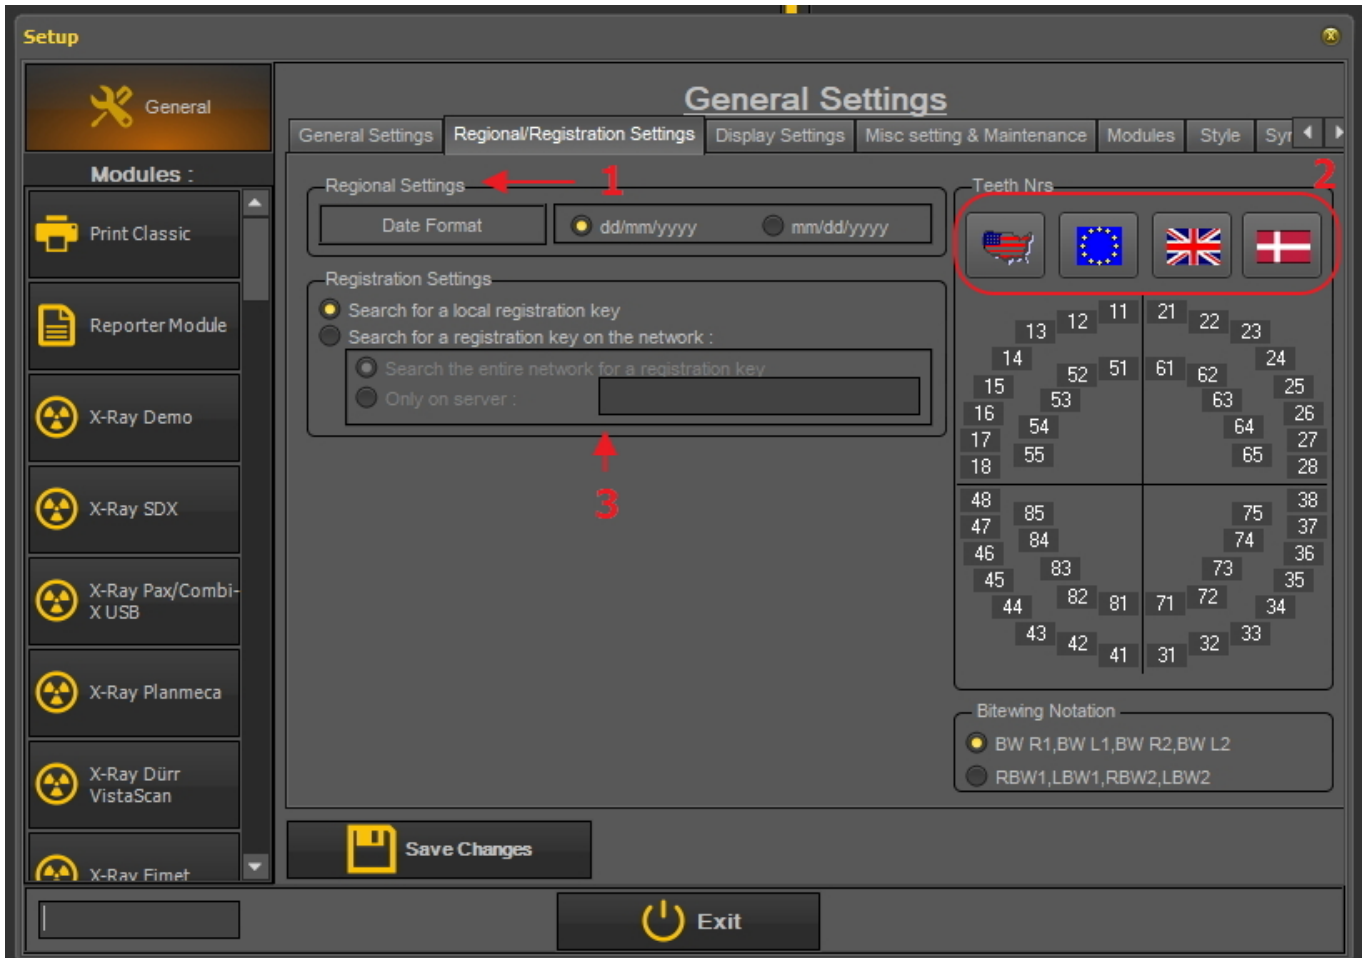 Setup
General
Modules :
Print Classic
Reporter Module
X-Ray Demo
X-Ray SDX
X-Ray Pax/Combi-
X USB
X-Ray Planmeca
X-Ray Dürr
VistaScan
X-Ray Fimet
General Settings
General Settings
Regional/Registration Settings
Display Settings
Misc setting & Maintenance
Modules
Style
Regional Settings
1
Date Format
dd/mm/yyyy
mm/dd/yyyy
Registration Settings
Search for a local registration key
Search for a registration key on the network :
Search the entire network for a registration key
Only on server :
3
Teeth Nrs
2
11 21
12 22
13 23
14 24
51 61
52 62
15 25
53 63
16 26
54 64
17 27
55 65
18 28
48 38
85 75
47 37
84 74
46 36
83 73
45 35
82 72
81 71
44 34
43 33
42 32
41 31
Bitewing Notation
BW R1,BW L1,BW R2,BW L2
RBW1,LBW1,RBW2,LBW2
Save Changes
Exit